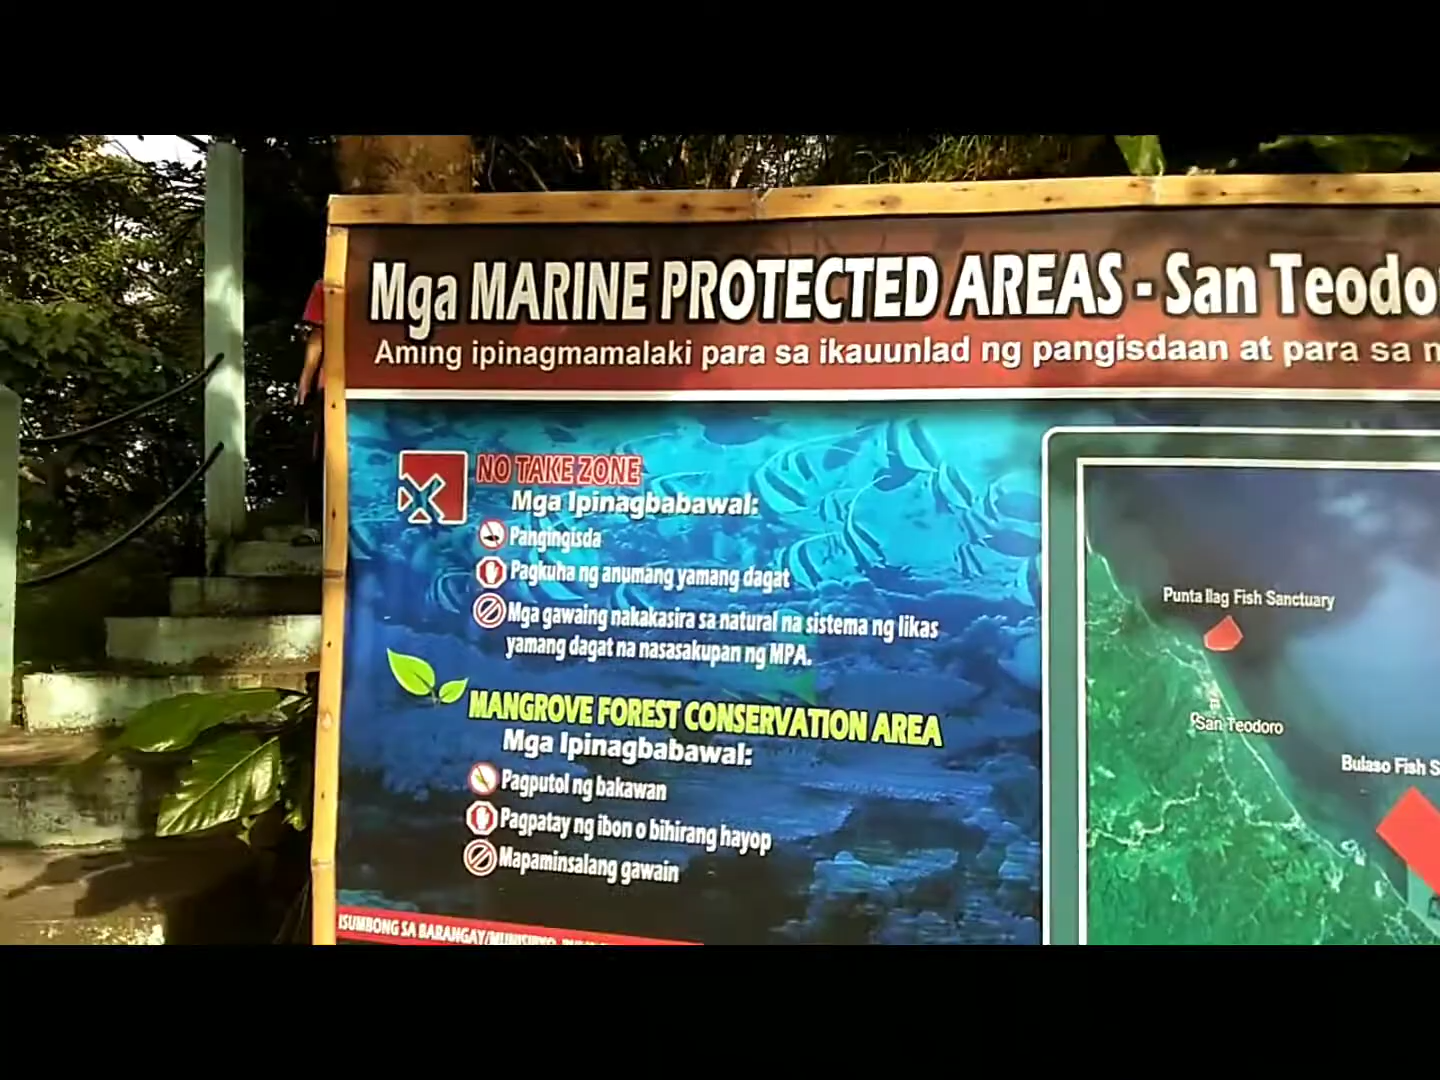 Mga MARINE PROTECTED AREAS - San Teodo
Aming ipinagmamalaki para sa ikauunlad ng pangisdaan at para sa
NO TAKE ZONE
Mga Ipinagbabawal:
Pangingisda
Pagkuha ng anumang yamang dagat
Mga gawaing nakakasira sa natural na sistema ng likas
yamang dagat na nasasakupan ng MPA.
MANGROVE FOREST CONSERVATION AREA
Mga Ipinagbabawal:
Pagputol ng bakawan
Pagpatay ng ibon o bihirang hayop
Mapaminsalang gawain
ISUMBONG SA BARANGAY/
Punta Ilag Fish Sanctuary
San Teodoro
Bulaso Fish S